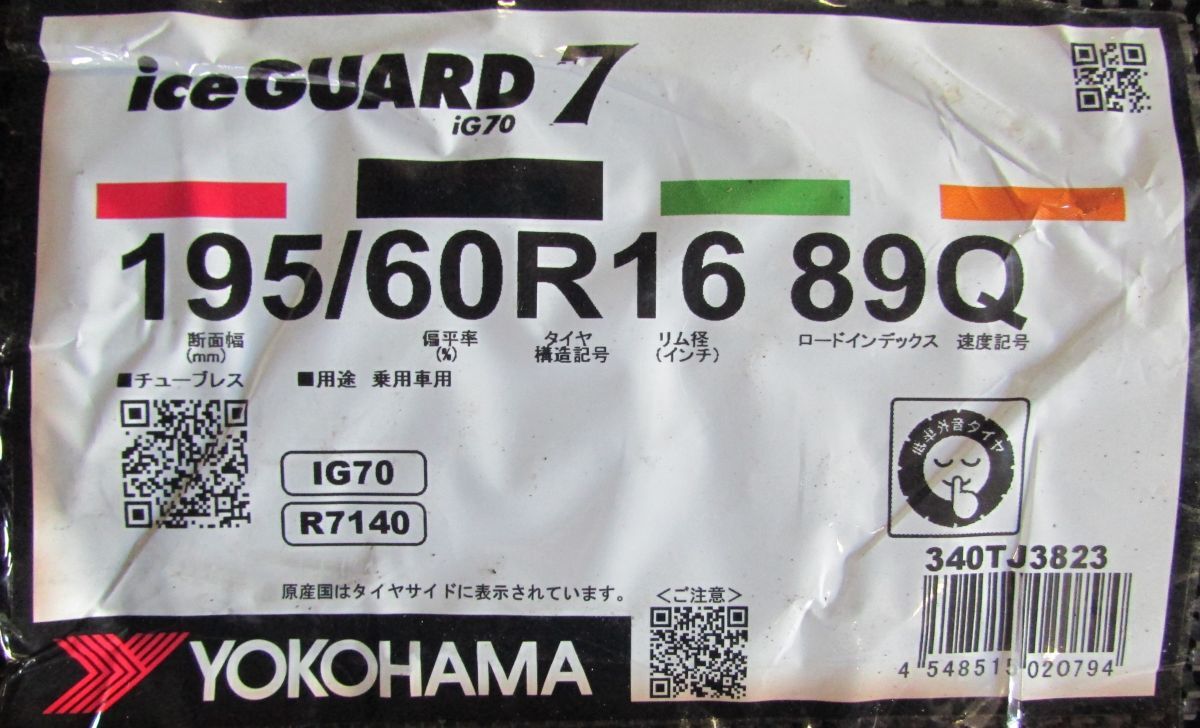 iceGUARD 7
iG70
195/60R16 89Q
断面幅 偏平率 タイヤ リム径 ロードインデックス 速度記号
(mm) (%) 構造記号 (インチ)
■チューブレス ■用途 乗用車用
低車外音タイヤ
IG70
R7140
340TJ3823
原産国はタイヤサイドに表示されています。 <ご注意>
YOKOHAMA
4 548515 020794